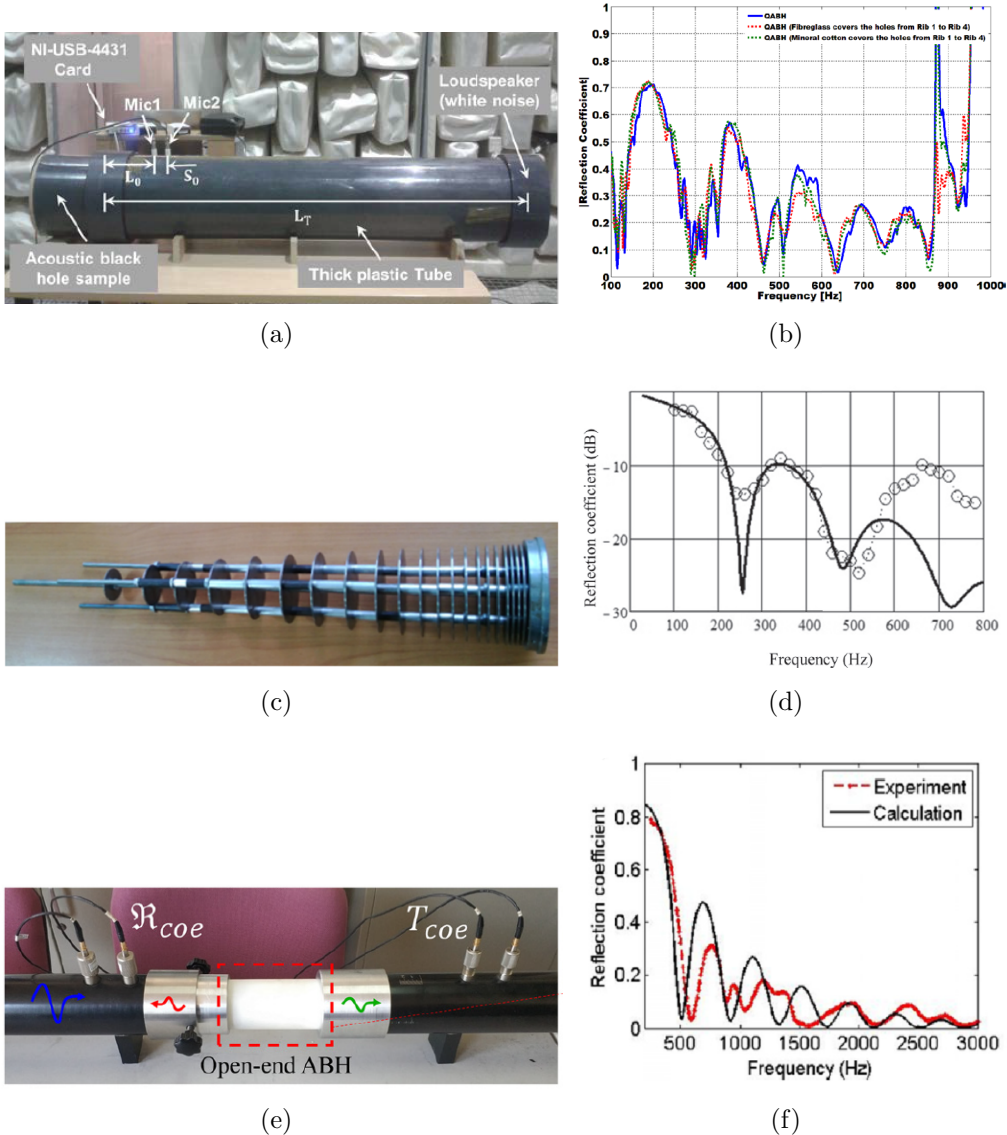 NI-USB-4431
Card
Mic1
Mic2
Loudspeaker
(white noise)
L0
S0
LT
Acoustic black
hole sample
Thick plastic Tube
(a)
|Reflection Coefficient|
1
0.9
0.8
0.7
0.6
0.5
0.4
0.3
0.2
0.1
0
QABH
QABH (Fibreglass covers the holes from Rib 1 to Rib 4)
QABH (Mineral cotton covers the holes from Rib 1 to Rib 4)
100 200 300 400 500 600 700 800 900 1000
Frequency [Hz]
(b)
(c)
Reflection coefficient (dB)
-10
-20
-30
0 100 200 300 400 500 600 700 800
Frequency (Hz)
(d)
ℜcoe
Tcoe
Open-end ABH
(e)
Reflection coefficient
1
0.8
0.6
0.4
0.2
0
Experiment
Calculation
500 1000 1500 2000 2500 3000
Frequency (Hz)
(f)